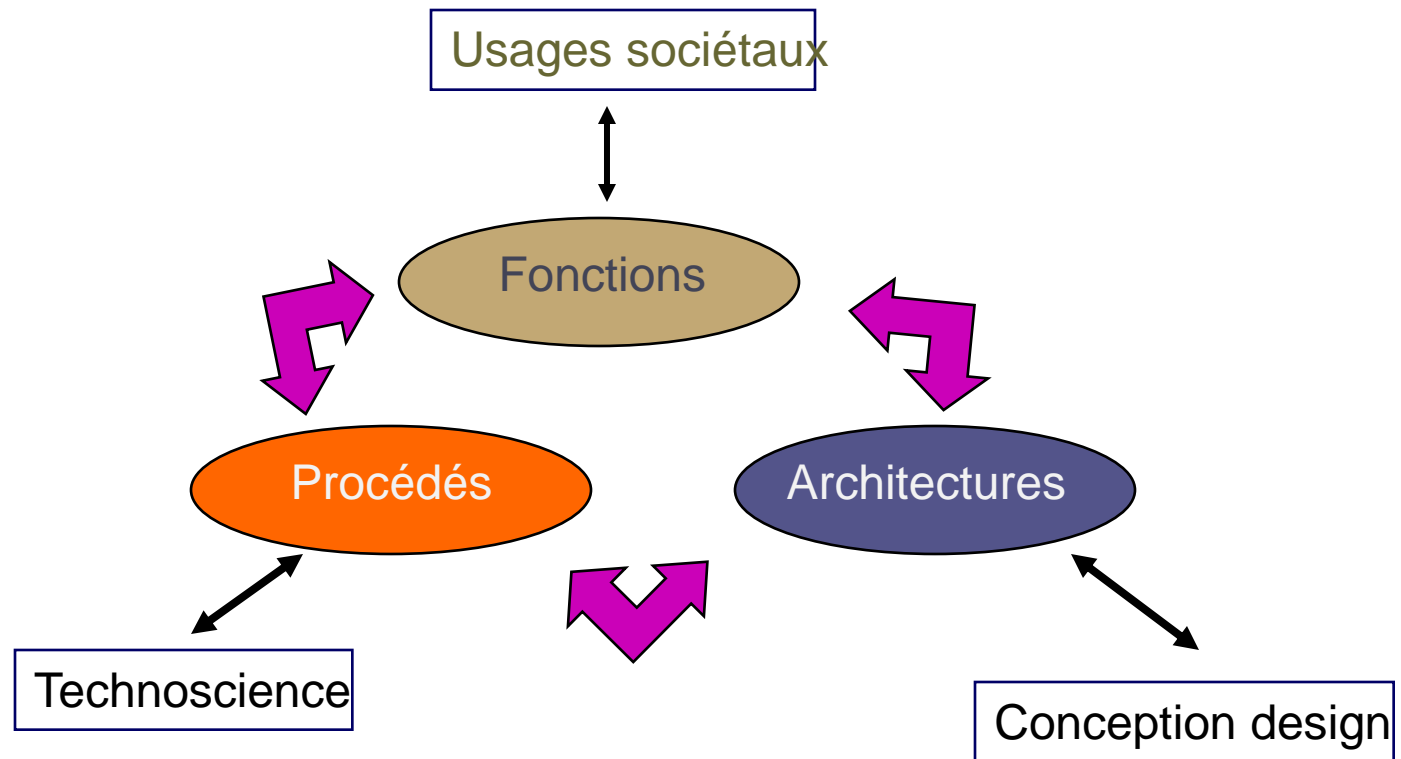 Usages sociétaux
Fonctions
Procédés
Architectures
Technoscience
Conception design